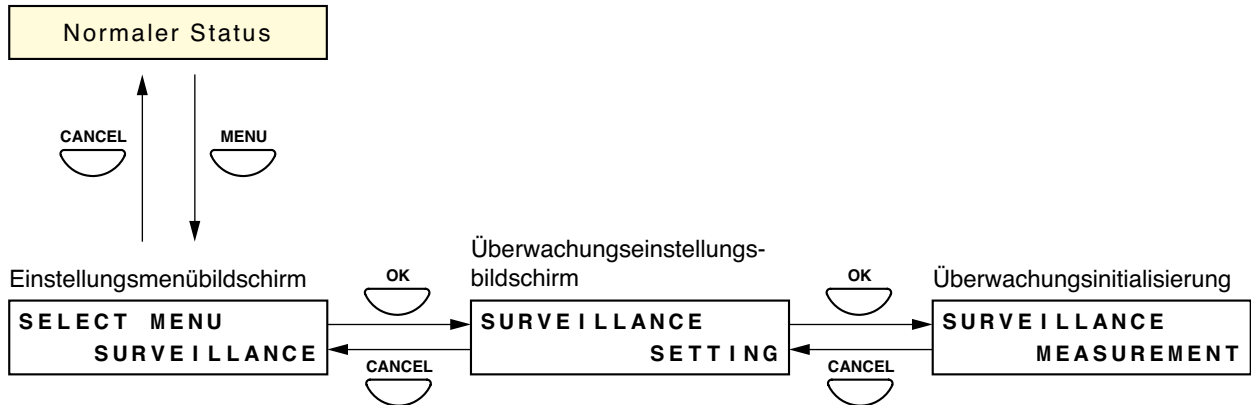 Normaler Status
CANCEL
MENU
Einstellungsmenübildschirm
SELECT MENU
SURVEILLANCE
OK
CANCEL
Überwachungseinstellungs-
bildschirm
SURVEILLANCE
SETTING
OK
CANCEL
Überwachungsinitialisierung
SURVEILLANCE
MEASUREMENT